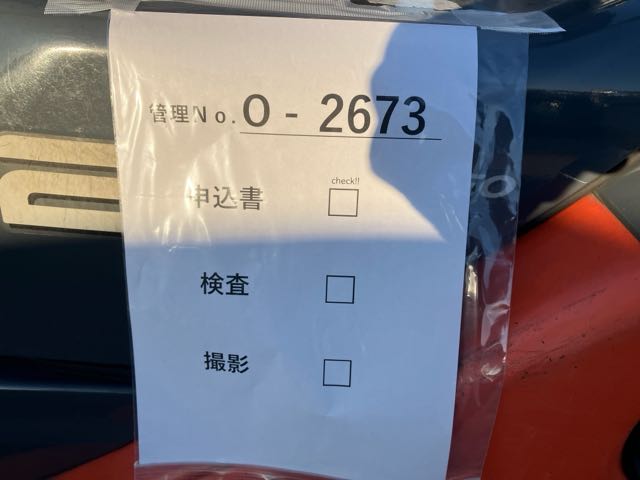 管理No. O - 2673
check!!
申込書 □
検査 □
撮影 □